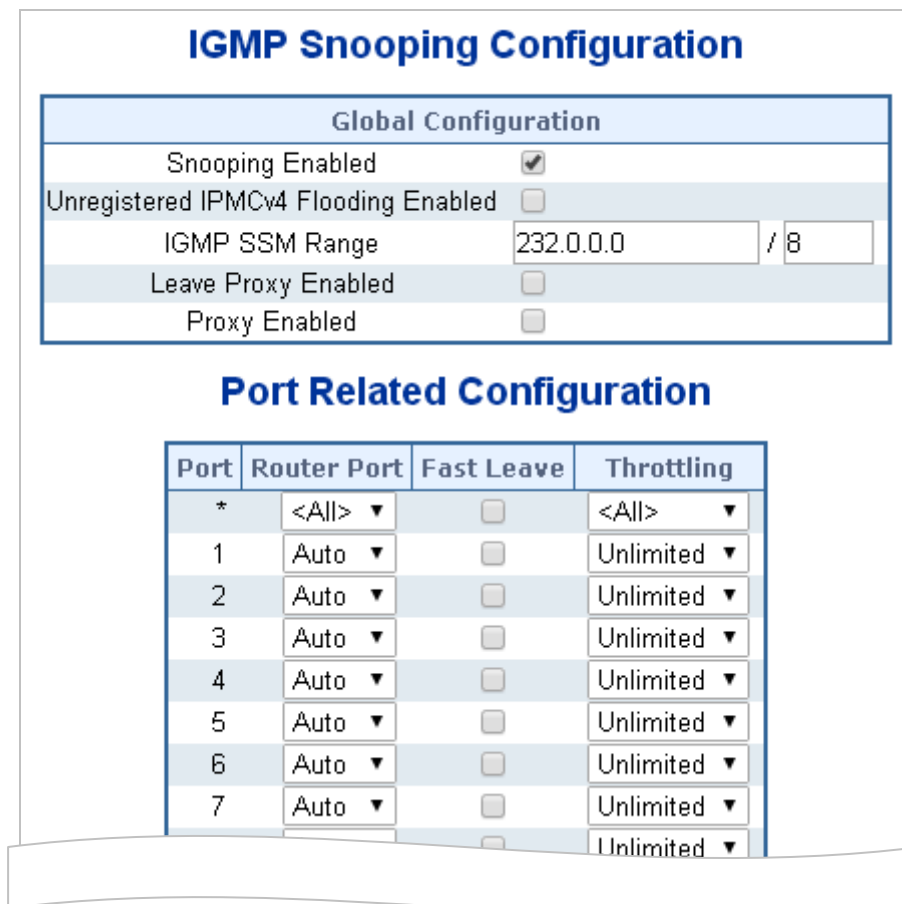 IGMP Snooping Configuration
Global Configuration
Snooping Enabled
Unregistered IPMCv4 Flooding Enabled
IGMP SSM Range 232.0.0.0 / 8
Leave Proxy Enabled
Proxy Enabled
Port Related Configuration
Port Router Port Fast Leave Throttling
* <All> <All>
1 Auto Unlimited
2 Auto Unlimited
3 Auto Unlimited
4 Auto Unlimited
5 Auto Unlimited
6 Auto Unlimited
7 Auto Unlimited
Unlimited